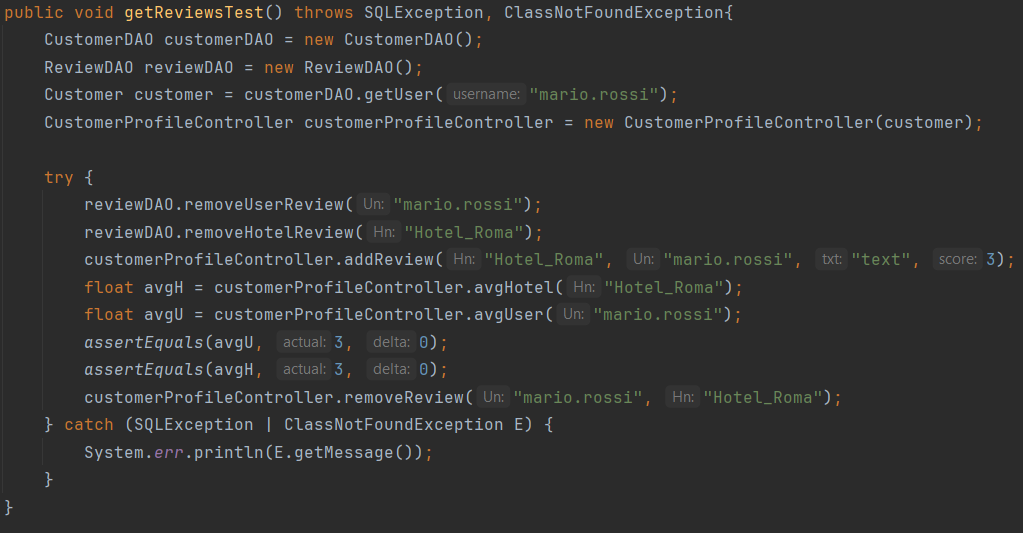 public void getReviewsTest() throws SQLException, ClassNotFoundException{
CustomerDAO customerDAO = new CustomerDAO();
ReviewDAO reviewDAO = new ReviewDAO();
Customer customer = customerDAO.getUser( username: "mario.rossi");
CustomerProfileController customerProfileController = new CustomerProfileController(customer);
try {
reviewDAO.removeUserReview( Un: "mario.rossi");
reviewDAO.removeHotelReview( Hn: "Hotel_Roma");
customerProfileController.addReview( Hn: "Hotel_Roma", Un: "mario.rossi", txt: "text", score: 3);
float avgH = customerProfileController.avgHotel( Hn: "Hotel_Roma");
float avgU = customerProfileController.avgUser( Un: "mario.rossi");
assertEquals(avgU, actual: 3, delta: 0);
assertEquals(avgH, actual: 3, delta: 0);
customerProfileController.removeReview( Un: "mario.rossi", Hn: "Hotel_Roma");
} catch (SQLException | ClassNotFoundException E) {
System.err.println(E.getMessage());
}
}